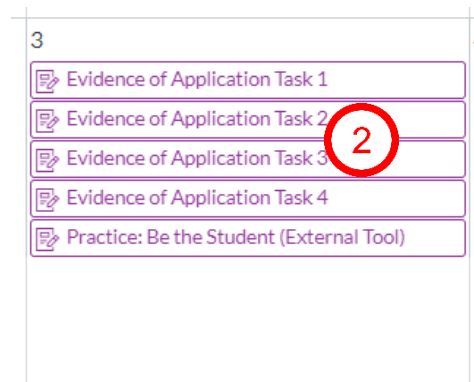 3
Evidence of Application Task 1
Evidence of Application Task 2
2
Evidence of Application Task 3
Evidence of Application Task 4
Practice: Be the Student (External Tool)